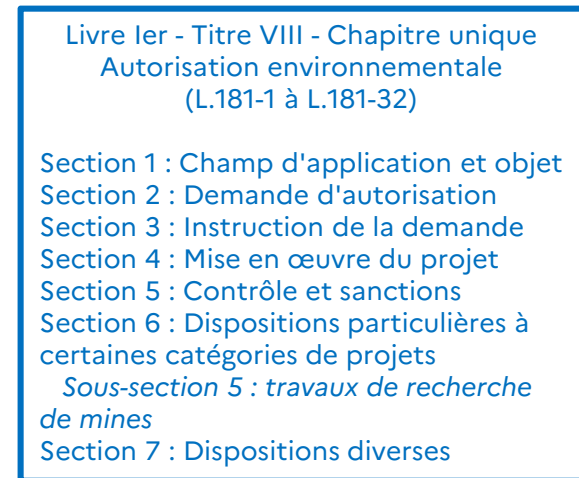 Livre Ier - Titre VIII - Chapitre unique
Autorisation environnementale
(L.181-1 à L.181-32)
Section 1 : Champ d'application et objet
Section 2 : Demande d'autorisation
Section 3 : Instruction de la demande
Section 4 : Mise en œuvre du projet
Section 5 : Contrôle et sanctions
Section 6 : Dispositions particulières à
certaines catégories de projets
Sous-section 5 : travaux de recherche
de mines
Section 7 : Dispositions diverses